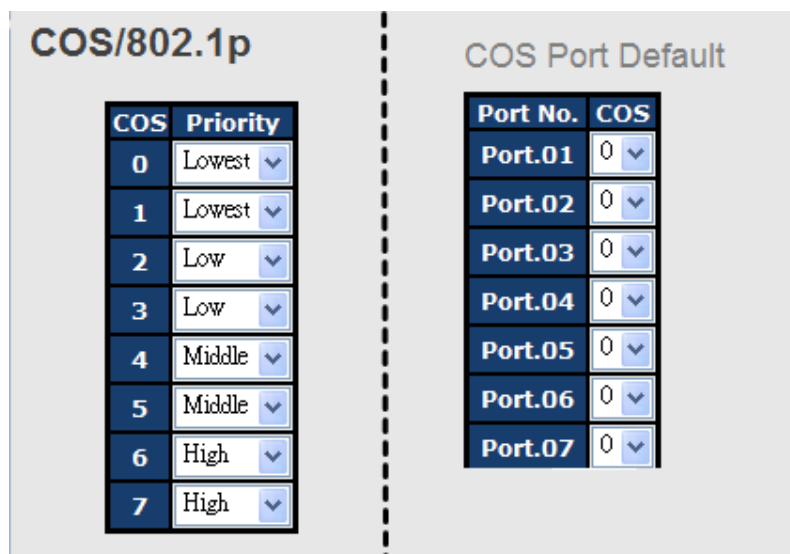 COS/802.1p
COS Priority
0 Lowest
1 Lowest
2 Low
3 Low
4 Middle
5 Middle
6 High
7 High
COS Port Default
Port No. COS
Port.01 0
Port.02 0
Port.03 0
Port.04 0
Port.05 0
Port.06 0
Port.07 0